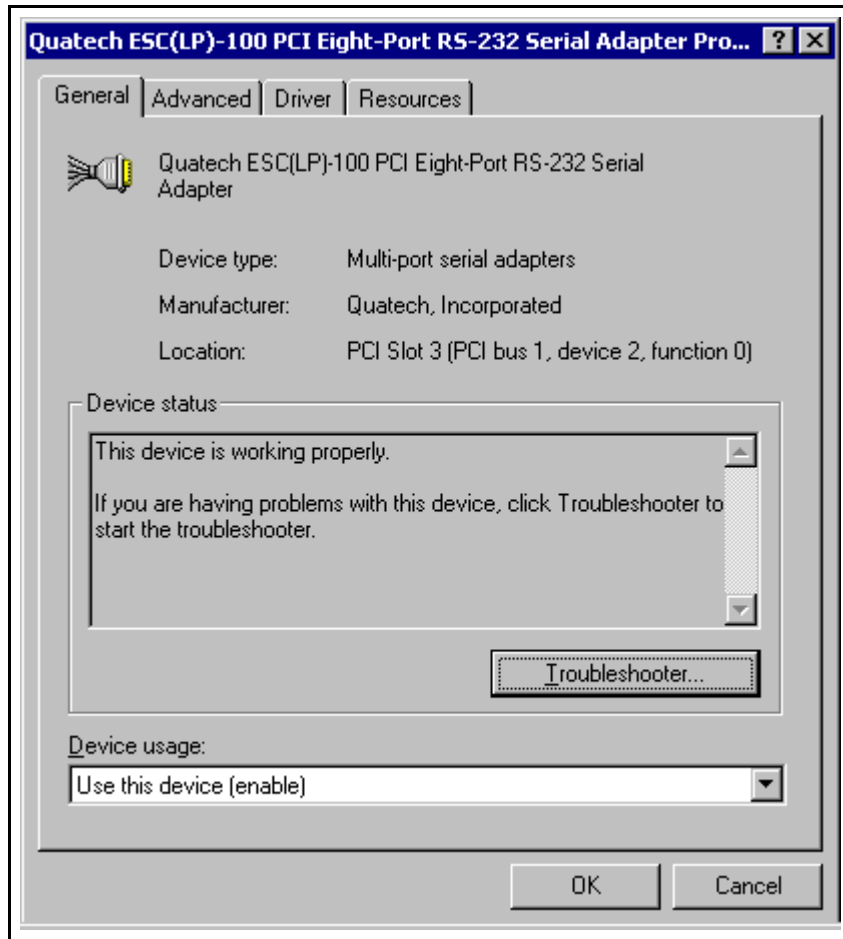 Quatech ESC(LP)-100 PCI Eight-Port RS-232 Serial Adapter Pro...
General Advanced Driver Resources
Quatech ESC(LP)-100 PCI Eight-Port RS-232 Serial
Adapter
Device type: Multi-port serial adapters
Manufacturer: Quatech, Incorporated
Location: PCI Slot 3 (PCI bus 1, device 2, function 0)
Device status
This device is working properly.
If you are having problems with this device, click Troubleshooter to
start the troubleshooter.
Troubleshooter...
Device usage:
Use this device (enable)
OK Cancel